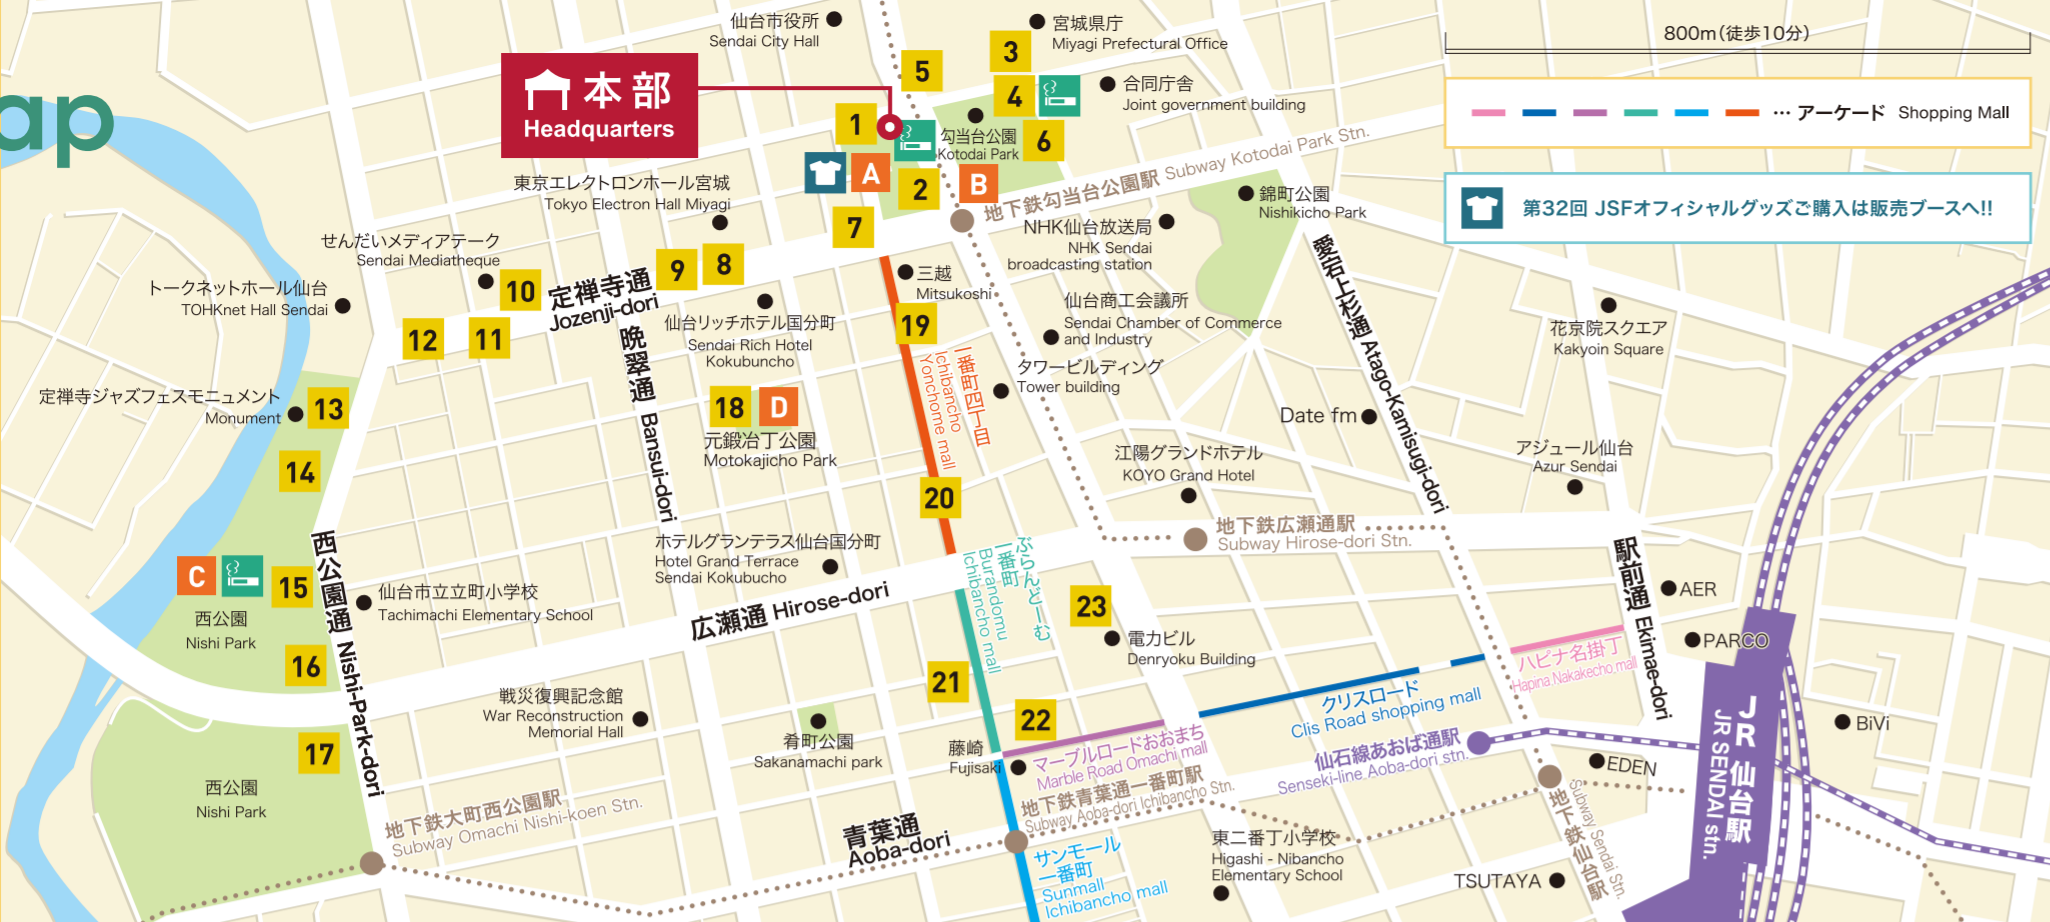 ap
仙台市役所
Sendai City Hall
宮城県庁
Miyagi Prefectural Office
800m（徒歩10分）
本部
Headquarters
5
3
4
合同庁舎
Joint government building
… アーケード Shopping Mall
1
勾当台公園
Kotodai Park
6
A
2
B
地下鉄勾当台公園駅 Subway Kotodai Park Stn.
東京エレクトロンホール宮城
Tokyo Electron Hall Miyagi
7
錦町公園
Nishikicho Park
第32回 JSFオフィシャルグッズご購入は販売ブースへ!!
NHK仙台放送局
NHK Sendai
broadcasting station
せんだいメディアテーク
Sendai Mediatheque
9
8
三越
Mitsukoshi
愛宕上杉通 Atago-Kamisugi-dori
トークネットホール仙台
TOHKnet Hall Sendai
10
定禅寺通
Jozenji-dori
仙台商工会議所
Sendai Chamber of Commerce
and Industry
花京院スクエア
Kakyoin Square
12
11
晩翠通 Bansui-dori
仙台リッチホテル国分町
Sendai Rich Hotel
Kokubuncho
19
一番町四丁目
Ichibancho
Yonchome mall
タワービルディング
Tower building
定禅寺ジャズフェスモニュメント
Monument
13
18
D
元鍛冶丁公園
Motokajicho Park
Date fm
14
江陽グランドホテル
KOYO Grand Hotel
アジュール仙台
Azur Sendai
20
地下鉄広瀬通駅
Subway Hirose-dori Stn.
西公園通 Nishi-Park-dori
ホテルグランテラス仙台国分町
Hotel Grand Terrace
Sendai Kokubucho
ぶらんどーむ
一番町
Burandomu
Ichibancho mall
駅前通 Ekimae-dori
C
15
西公園
Nishi Park
仙台市立立町小学校
Tachimachi Elementary School
広瀬通 Hirose-dori
23
電力ビル
Denryoku Building
AER
PARCO
16
21
ハピナ名掛丁
Hapina Nakakecho mall
クリスロード
Clis Road shopping mall
戦災復興記念館
War Reconstruction
Memorial Hall
肴町公園
Sakanamachi park
22
藤崎
Fujisaki
マーブルロードおおまち
Marble Road Omachi mall
仙石線あおば通駅
Senseki-line Aoba-dori stn.
JR 仙台駅
JR SENDAI stn.
BiVi
17
西公園
Nishi Park
地下鉄大町西公園駅
Subway Omachi Nishi-koen Stn.
青葉通
Aoba-dori
地下鉄青葉通一番町駅
Subway Aoba-dori Ichibancho Stn.
EDEN
地下鉄仙台駅
Subway Sendai Stn.
サンモール
一番町
Sunmall
Ichibancho mall
東二番丁小学校
Higashi - Nibancho
Elementary School
TSUTAYA